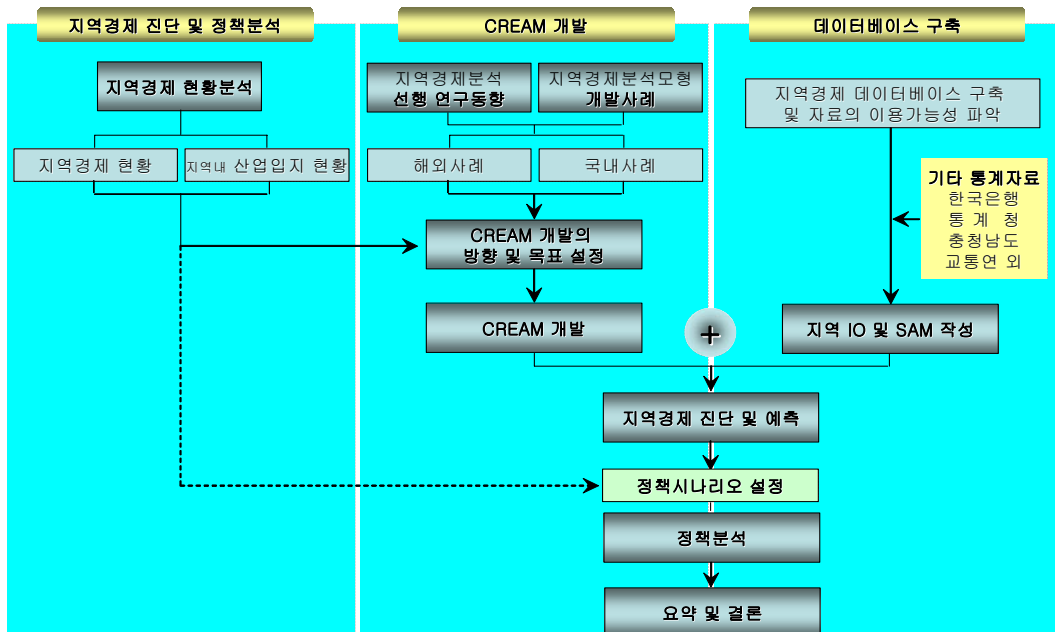 지역경제 진단 및 정책분석
CREAM 개발
데이터베이스 구축
지역경제 현황분석
지역경제 현황
지역내 산업입지 현황
지역경제분석
선행 연구동향
지역경제분석모형
개발사례
해외사례
국내사례
CREAM 개발의
방향 및 목표 설정
CREAM 개발
지역경제 데이터베이스 구축
및 자료의 이용가능성 파악
기타 통계자료
한국은행
통 계 청
충청남도
교통연 외
지역 IO 및 SAM 작성
+
지역경제 진단 및 예측
정책시나리오 설정
정책분석
요약 및 결론